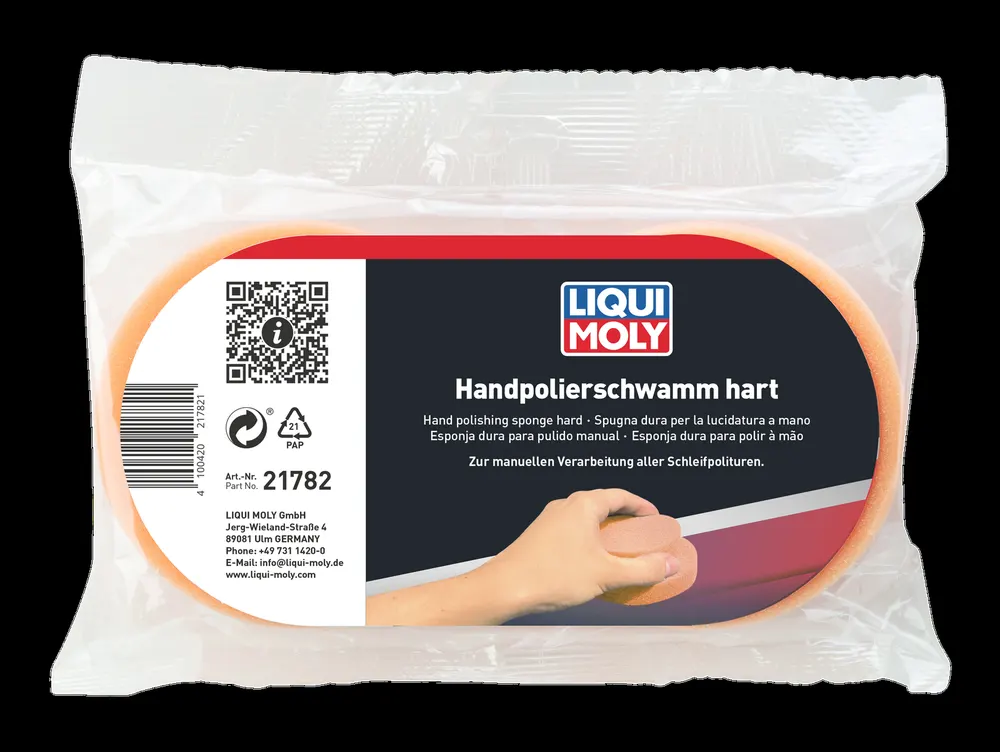 LIQUI
MOLY
Handpolierschwamm hart
Hand polishing sponge hard · Spugna dura per la lucidatura a mano
Esponja dura para pulido manual · Esponja dura para polir à mão
Zur manuellen Verarbeitung aller Schleifpolituren.
i
4 100420 217821
®
21
PAP
Art.-Nr.
Part No. 21782
LIQUI MOLY GmbH
Jerg-Wieland-Straße 4
89081 Ulm GERMANY
Phone: +49 731 1420-0
E-Mail: info@liqui-moly.de
www.liqui-moly.com